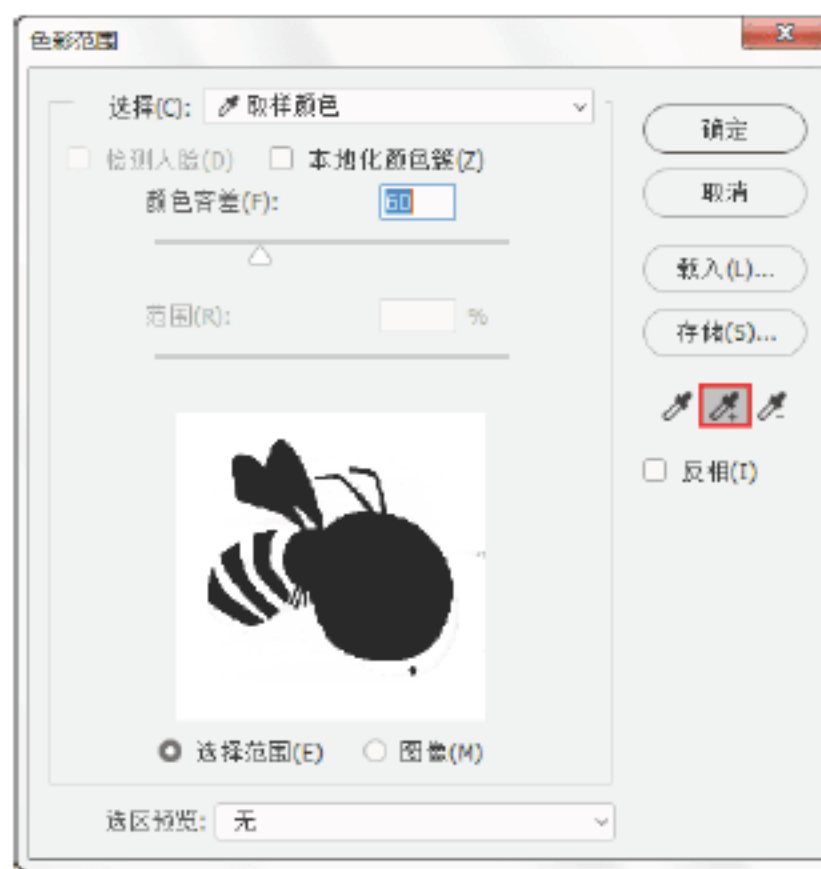 色彩范围
选择(C): 取样颜色
检测人脸(D) 本地化颜色簇(Z)
颜色容差(F): 60
范围(R): %
选择范围(E) 图像(M)
选区预览: 无
确定
取消
载入(L)...
存储(S)...
反相(I)